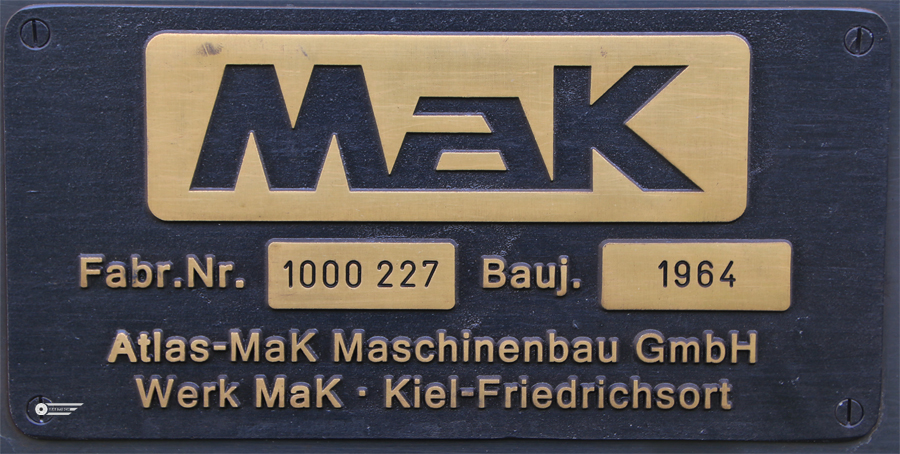 MaK
Fabr.Nr. 1000 227 Bauj. 1964
Atlas-MaK Maschinenbau GmbH
Werk MaK · Kiel-Friedrichsort